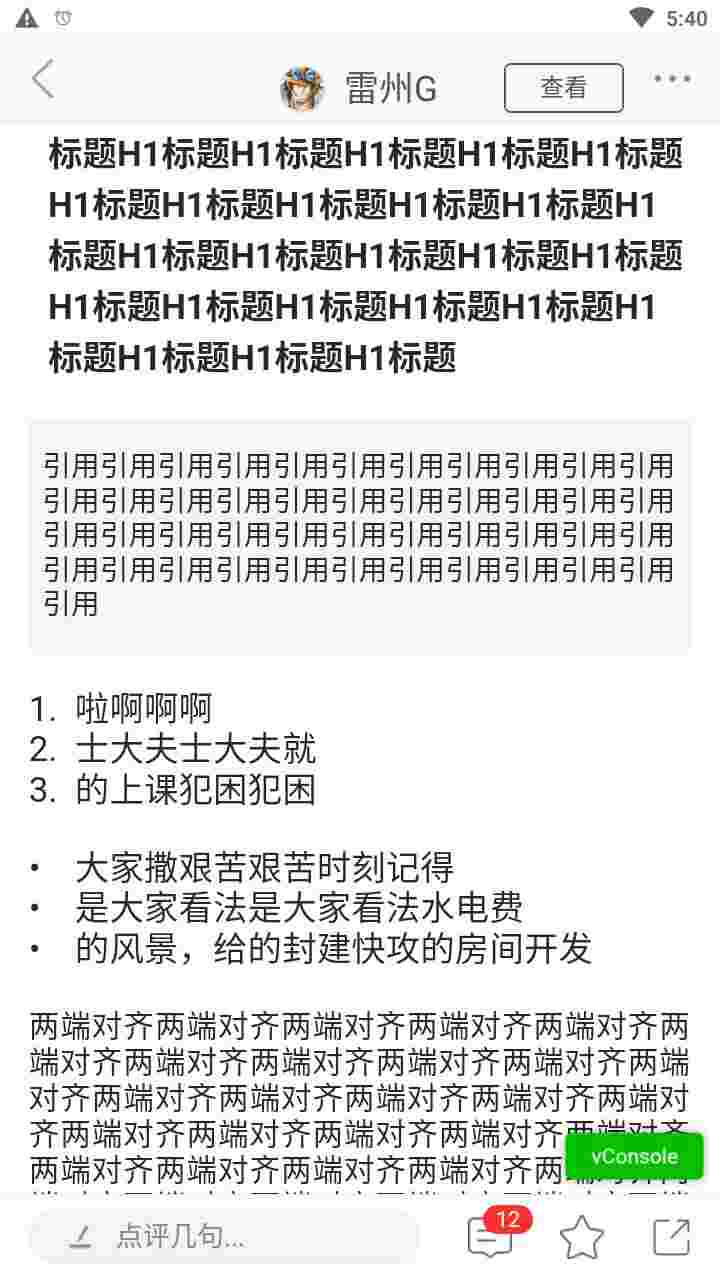 5:40
雷州G
查看
标题H1标题H1标题H1标题H1标题H1标题
H1标题H1标题H1标题H1标题H1标题H1
标题H1标题H1标题H1标题H1标题H1标题
H1标题H1标题H1标题H1标题H1标题H1
标题H1标题H1标题H1标题
引用引用引用引用引用引用引用引用引用引用引用
引用引用引用引用引用引用引用引用引用引用引用
引用引用引用引用引用引用引用引用引用引用引用
引用引用引用引用引用引用引用引用引用引用引用
引用
1. 啦啊啊啊
2. 士大夫士大夫就
3. 的上课犯困犯困
• 大家撒艰苦艰苦时刻记得
• 是大家看法是大家看法水电费
• 的风景，给的封建快攻的房间开发
两端对齐两端对齐两端对齐两端对齐两端对齐两
端对齐两端对齐两端对齐两端对齐两端对齐两端
对齐两端对齐两端对齐两端对齐两端对齐两端对
齐两端对齐两端对齐两端对齐两端对齐两端对齐
两端对齐两端对齐两端对齐两端对齐
vConsole
点评几句...
12